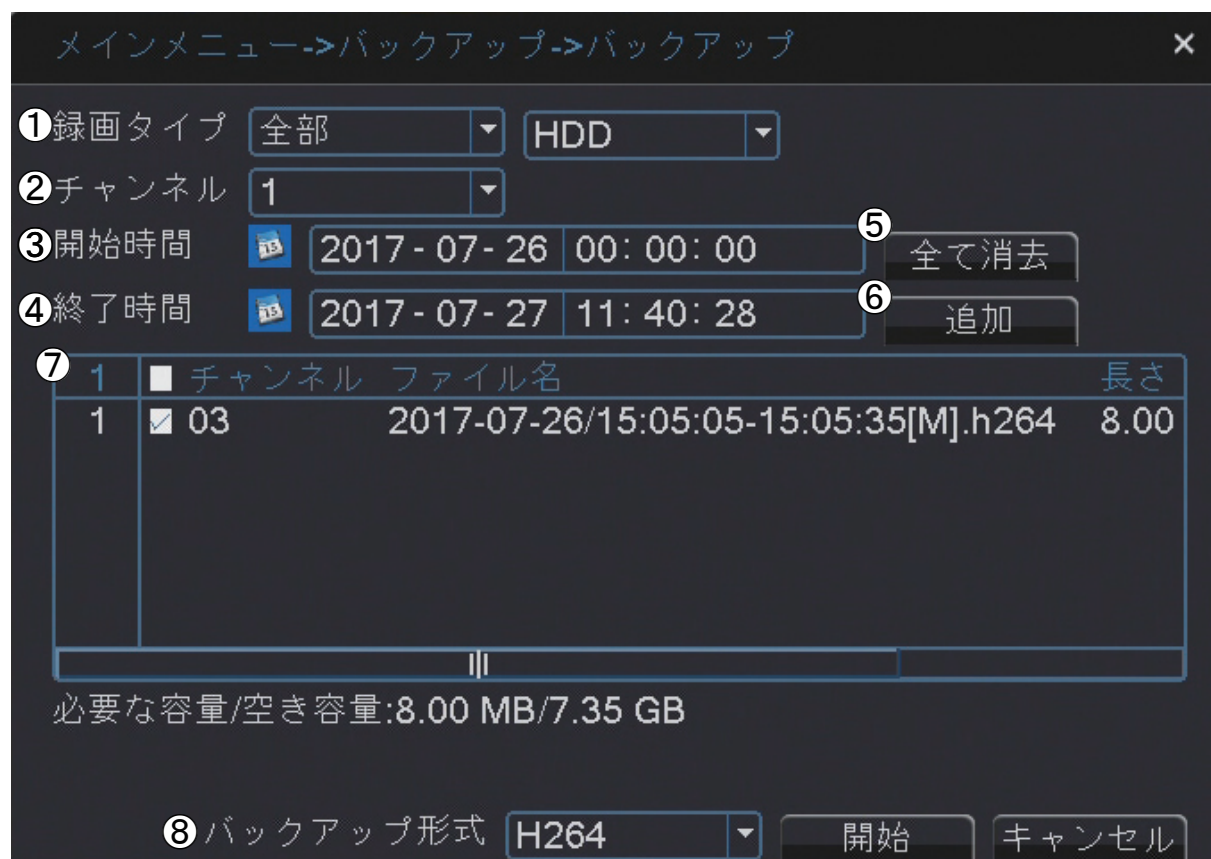 メインメニュー->バックアップ->バックアップ ×
①録画タイプ 全部 HDD
②チャンネル 1
③開始時間 15 2017-07-26 00:00:00 ⑤ 全て消去
④終了時間 15 2017-07-27 11:40:28 ⑥ 追加
⑦ 1 チャンネル ファイル名 長さ
1 03 2017-07-26/15:05:05-15:05:35[M].h264 8.00
必要な容量/空き容量:8.00 MB/7.35 GB
⑧バックアップ形式 H264 開始 キャンセル